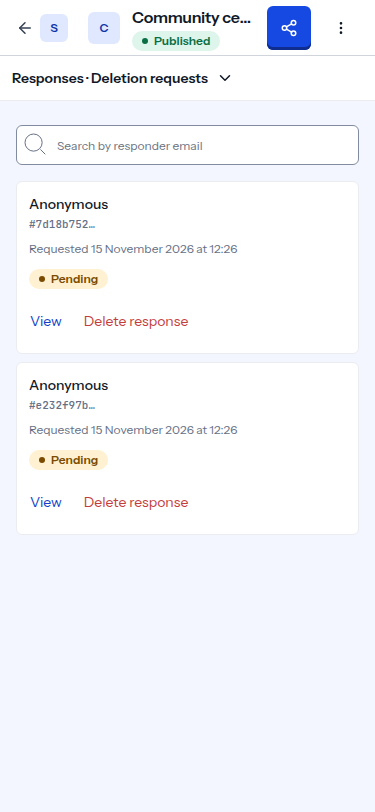 S
C
Community ce...
Published
Responses · Deletion requests
Search by responder email
Anonymous
#7d18b752…
Requested 15 November 2026 at 12:26
Pending
View Delete response
Anonymous
#e232f97b…
Requested 15 November 2026 at 12:26
Pending
View Delete response